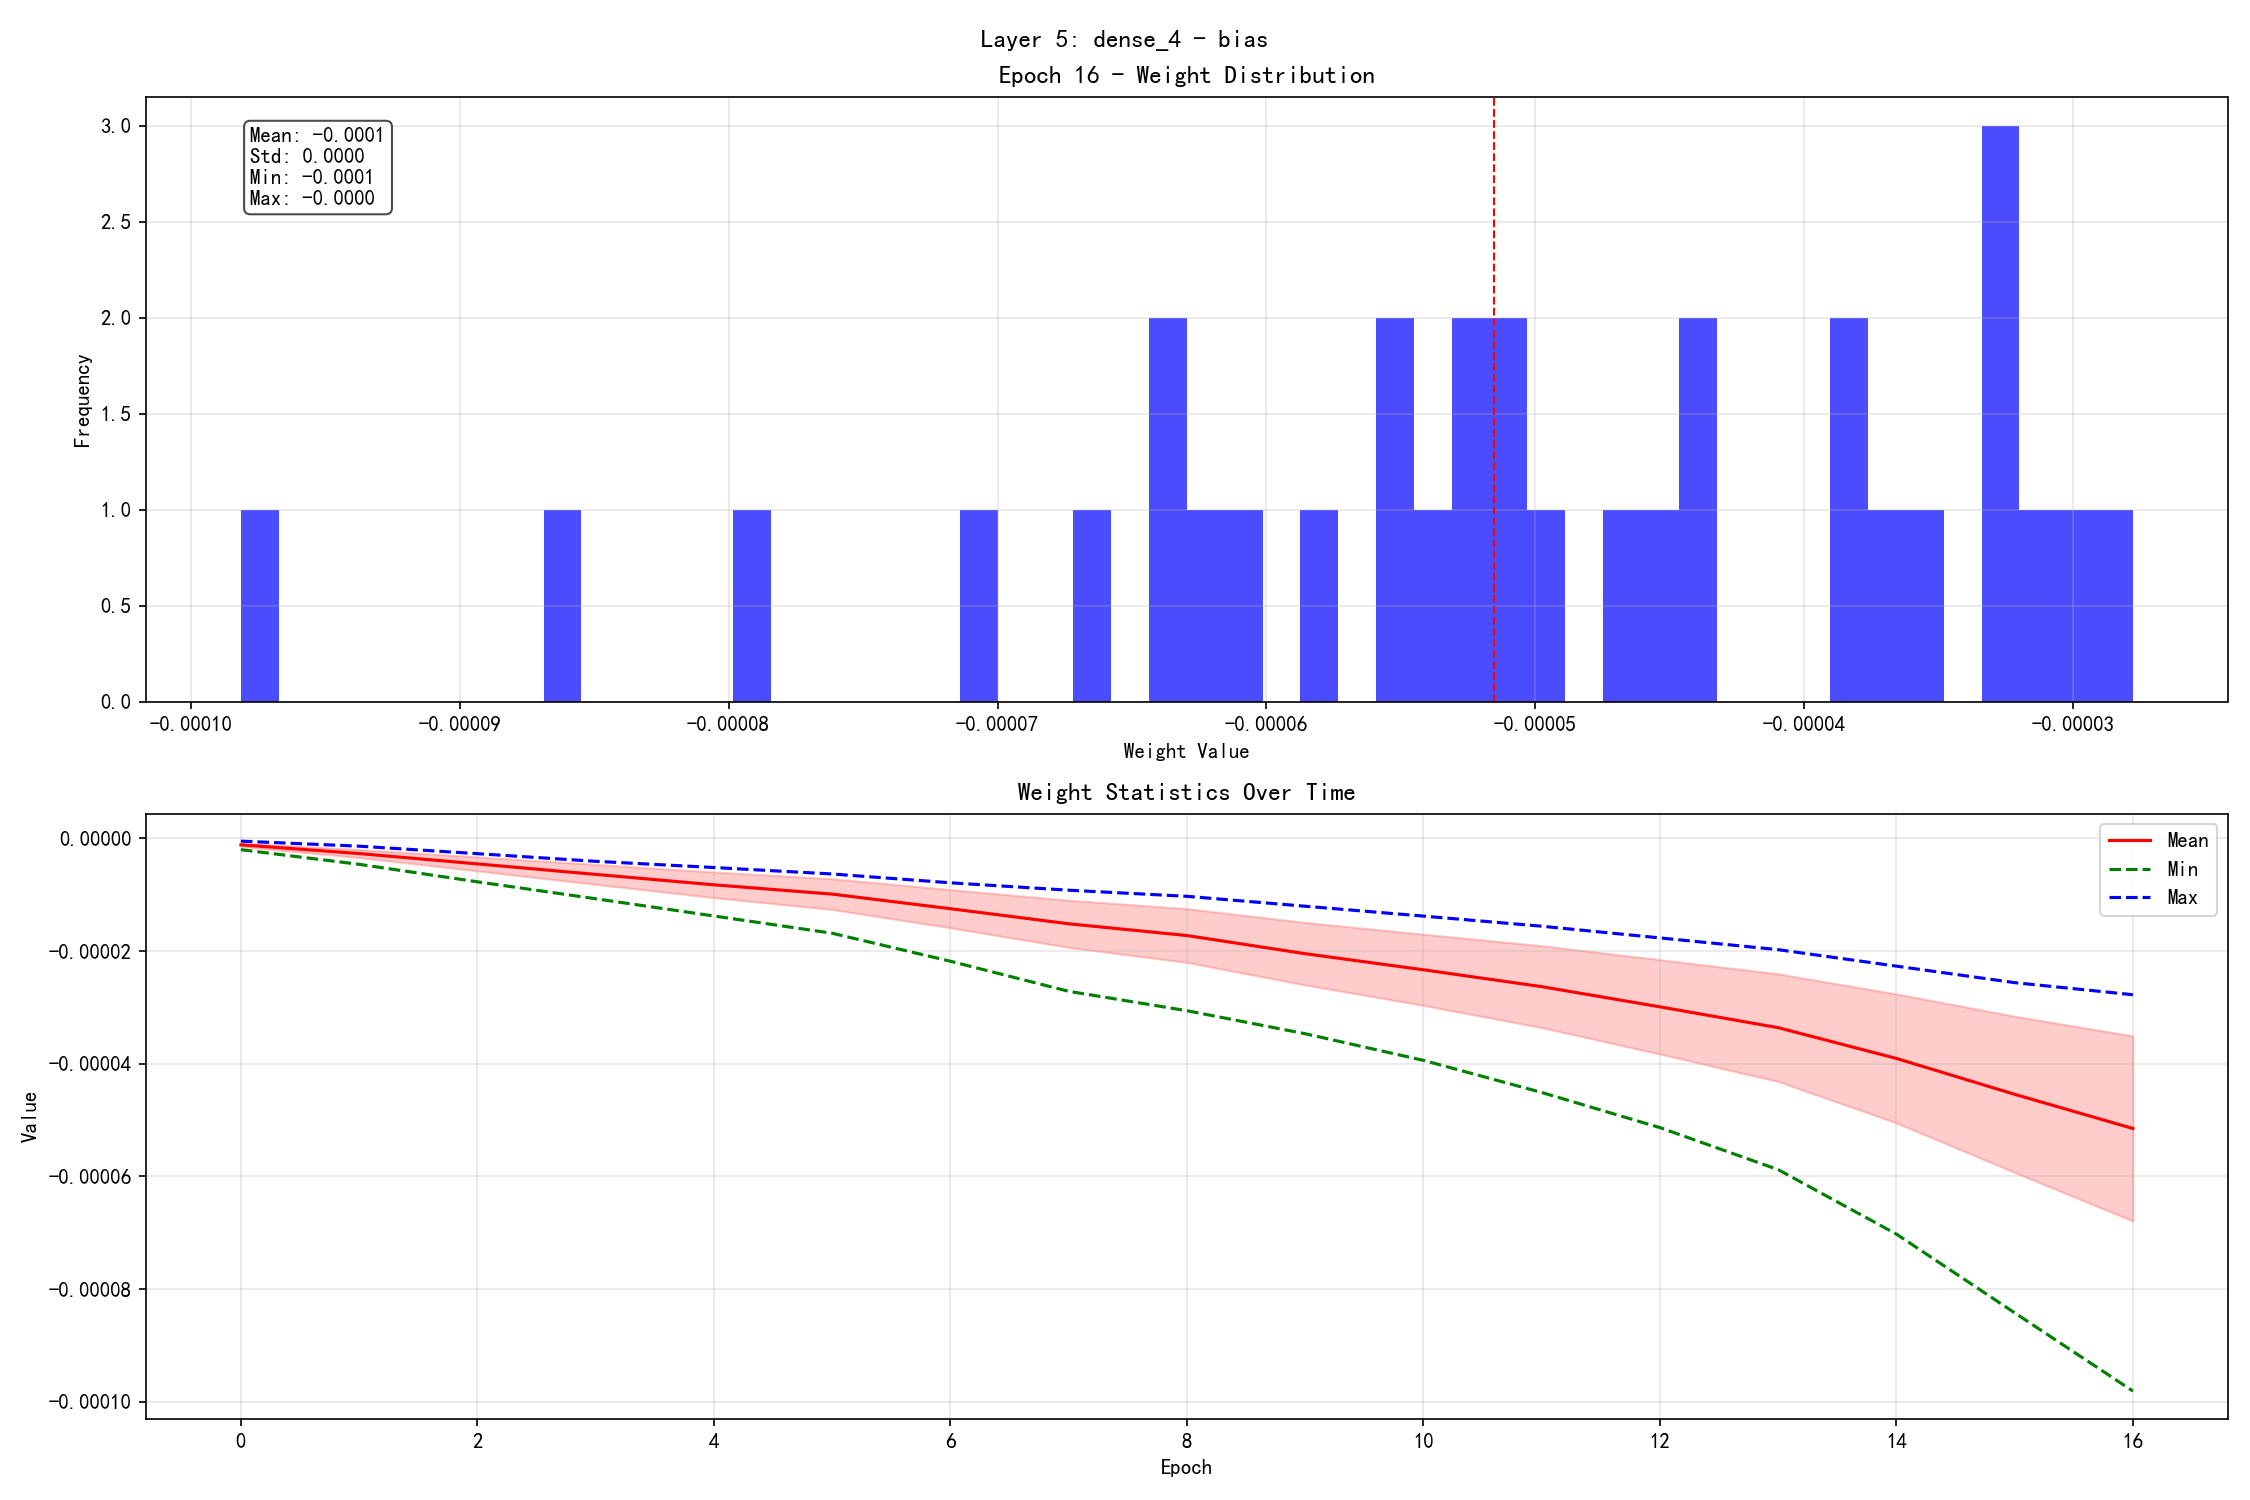 Layer 5: dense_4 - bias
Epoch 16 - Weight Distribution
Mean: -0.0001
Std: 0.0000
Min: -0.0001
Max: -0.0000
3.0
2.5
2.0
1.5
1.0
0.5
0.0
Frequency
-0.00010 -0.00009 -0.00008 -0.00007 -0.00006 -0.00005 -0.00004 -0.00003
Weight Value
Weight Statistics Over Time
Mean
Min
Max
0.00000
-0.00002
-0.00004
-0.00006
-0.00008
-0.00010
Value
0 2 4 6 8 10 12 14 16
Epoch